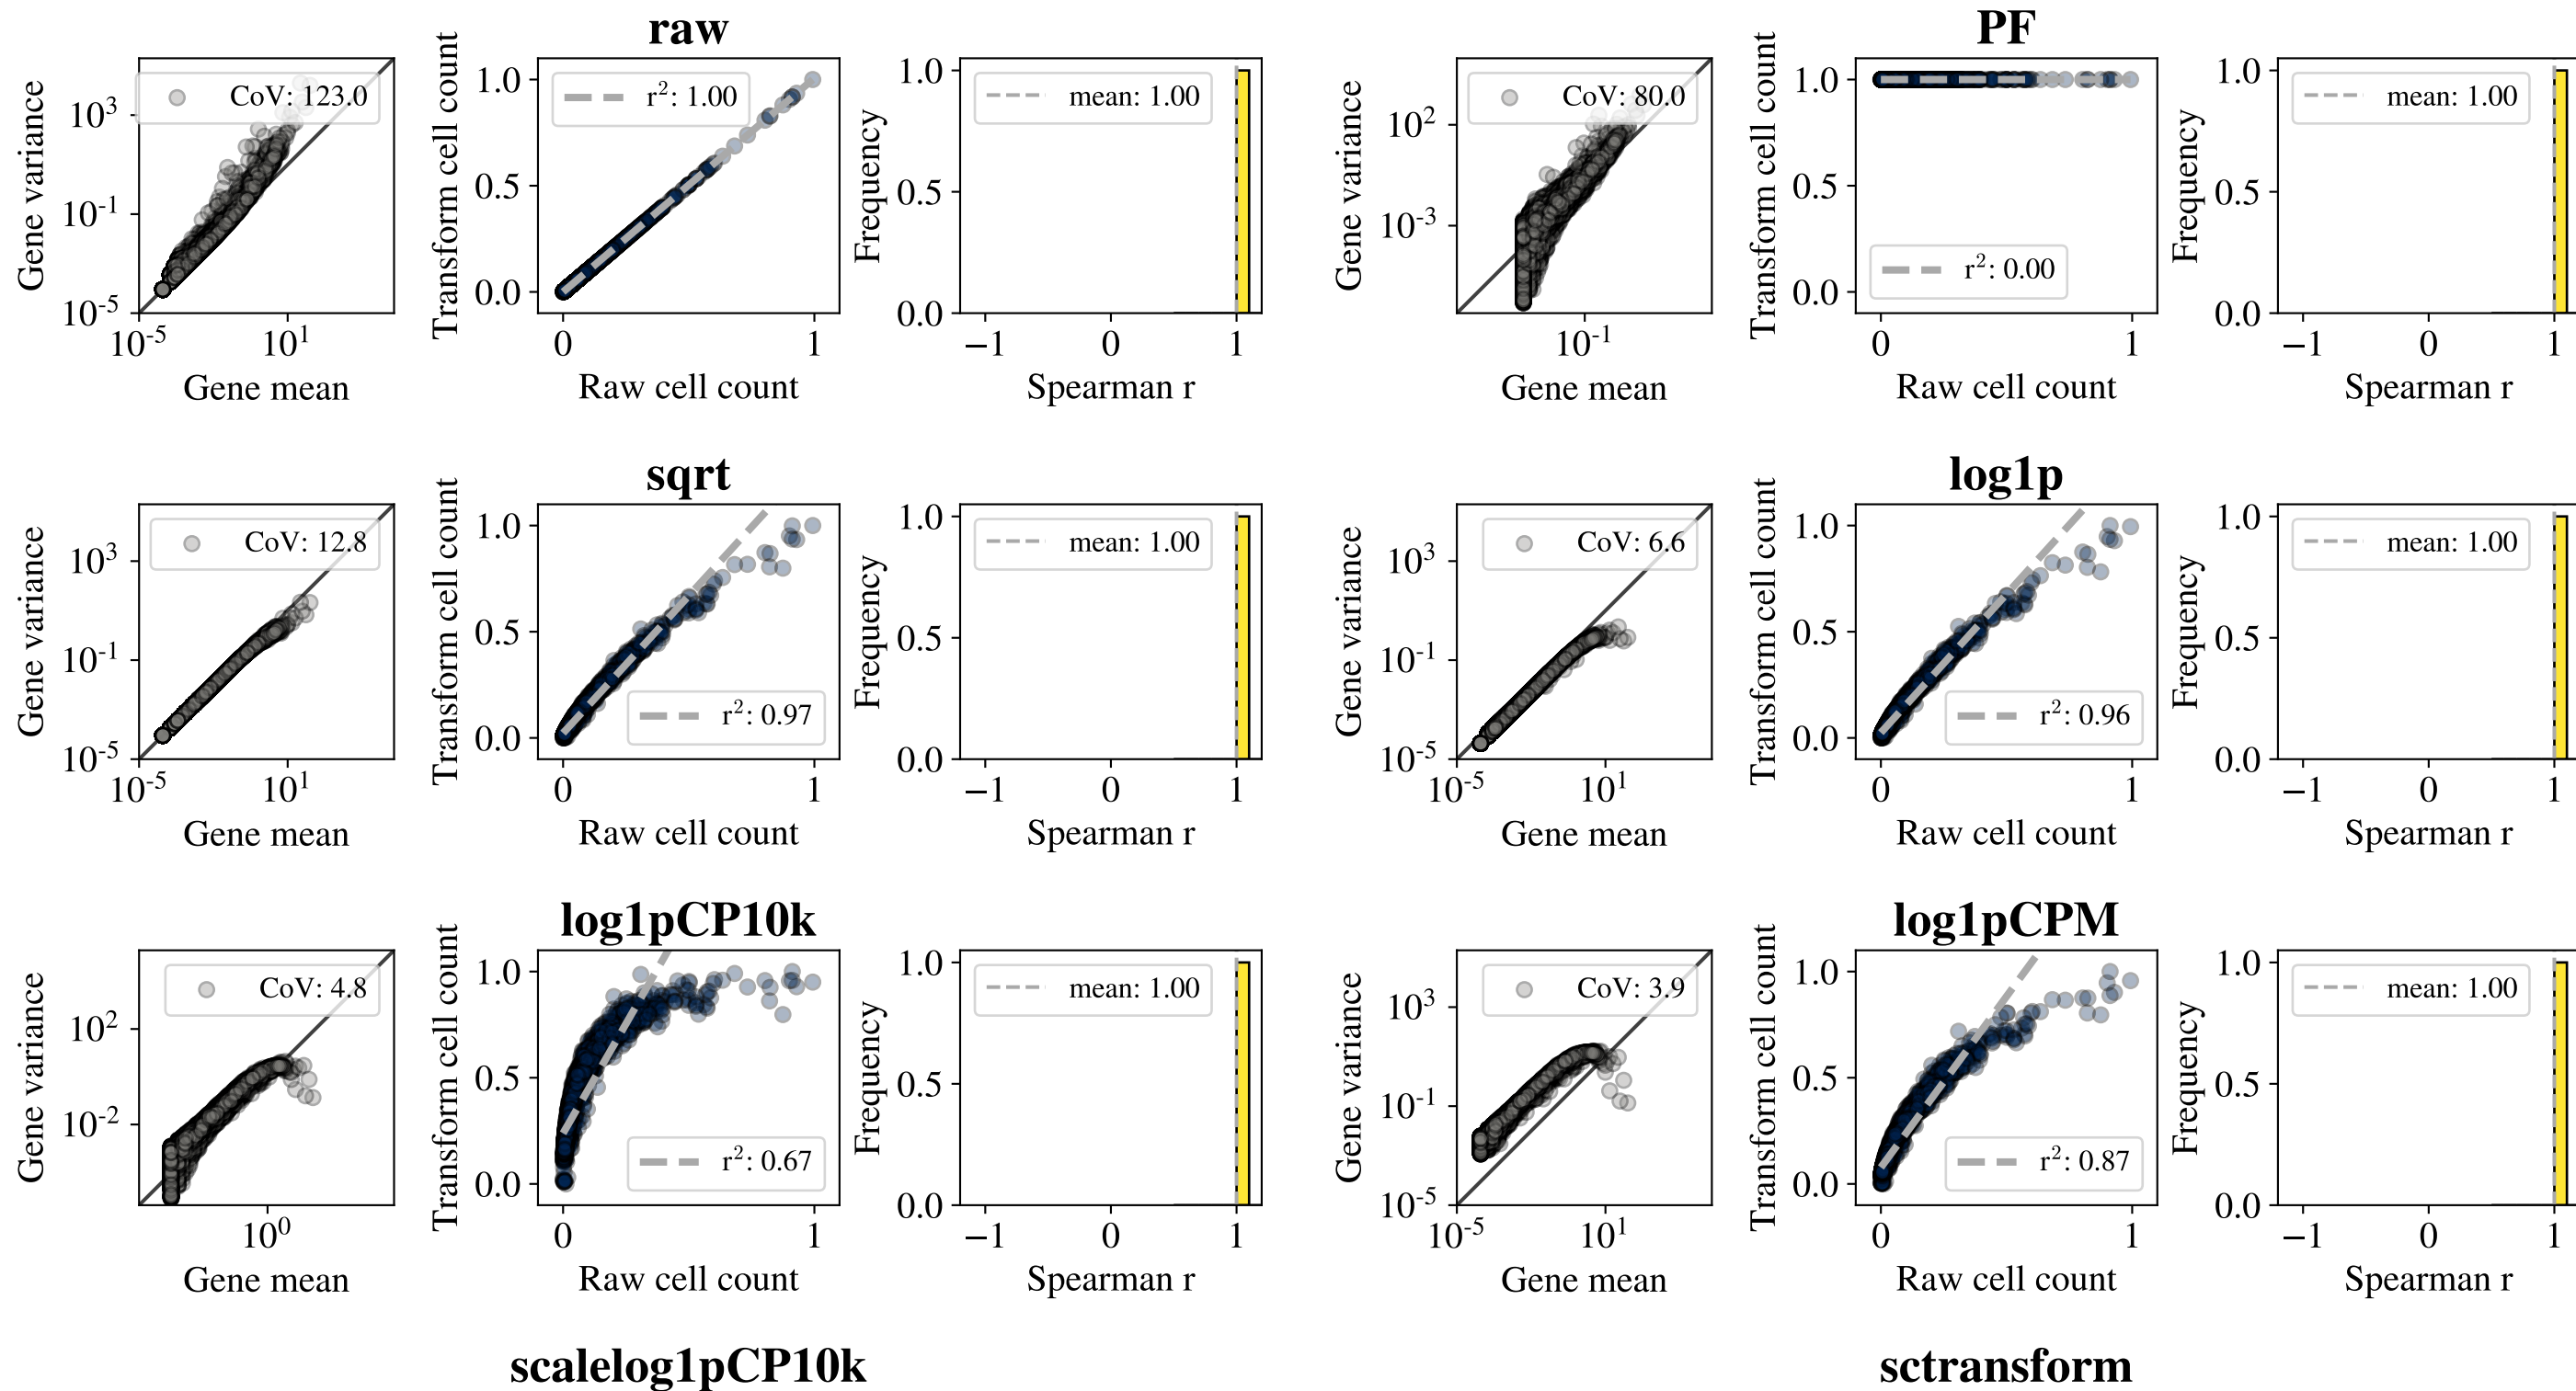 raw
Gene variance
10³
10⁻¹
10⁻⁵
CoV: 123.0
10⁻⁵ 10¹
Gene mean
Transform cell count
1.0
0.5
0.0
r²: 1.00
0 1
Raw cell count
Frequency
1.0
0.5
0.0
mean: 1.00
−1 0 1
Spearman r
PF
Gene variance
10²
10⁻³
CoV: 80.0
10⁻¹
Gene mean
Transform cell count
1.0
0.5
0.0
r²: 0.00
0 1
Raw cell count
Frequency
1.0
0.5
0.0
mean: 1.00
−1 0 1
Spearman r
sqrt
Gene variance
10³
10⁻¹
10⁻⁵
CoV: 12.8
10⁻⁵ 10¹
Gene mean
Transform cell count
1.0
0.5
0.0
r²: 0.97
0 1
Raw cell count
Frequency
1.0
0.5
0.0
mean: 1.00
−1 0 1
Spearman r
log1p
Gene variance
10³
10⁻¹
10⁻⁵
CoV: 6.6
10⁻⁵ 10¹
Gene mean
Transform cell count
1.0
0.5
0.0
r²: 0.96
0 1
Raw cell count
Frequency
1.0
0.5
0.0
mean: 1.00
−1 0 1
Spearman r
log1pCP10k
Gene variance
10²
10⁻²
CoV: 4.8
10⁰
Gene mean
Transform cell count
1.0
0.5
0.0
r²: 0.67
0 1
Raw cell count
Frequency
1.0
0.5
0.0
mean: 1.00
−1 0 1
Spearman r
log1pCPM
Gene variance
10³
10⁻¹
10⁻⁵
CoV: 3.9
10⁻⁵ 10¹
Gene mean
Transform cell count
1.0
0.5
0.0
r²: 0.87
0 1
Raw cell count
Frequency
1.0
0.5
0.0
mean: 1.00
−1 0 1
Spearman r
scalelog1pCP10k
sctransform